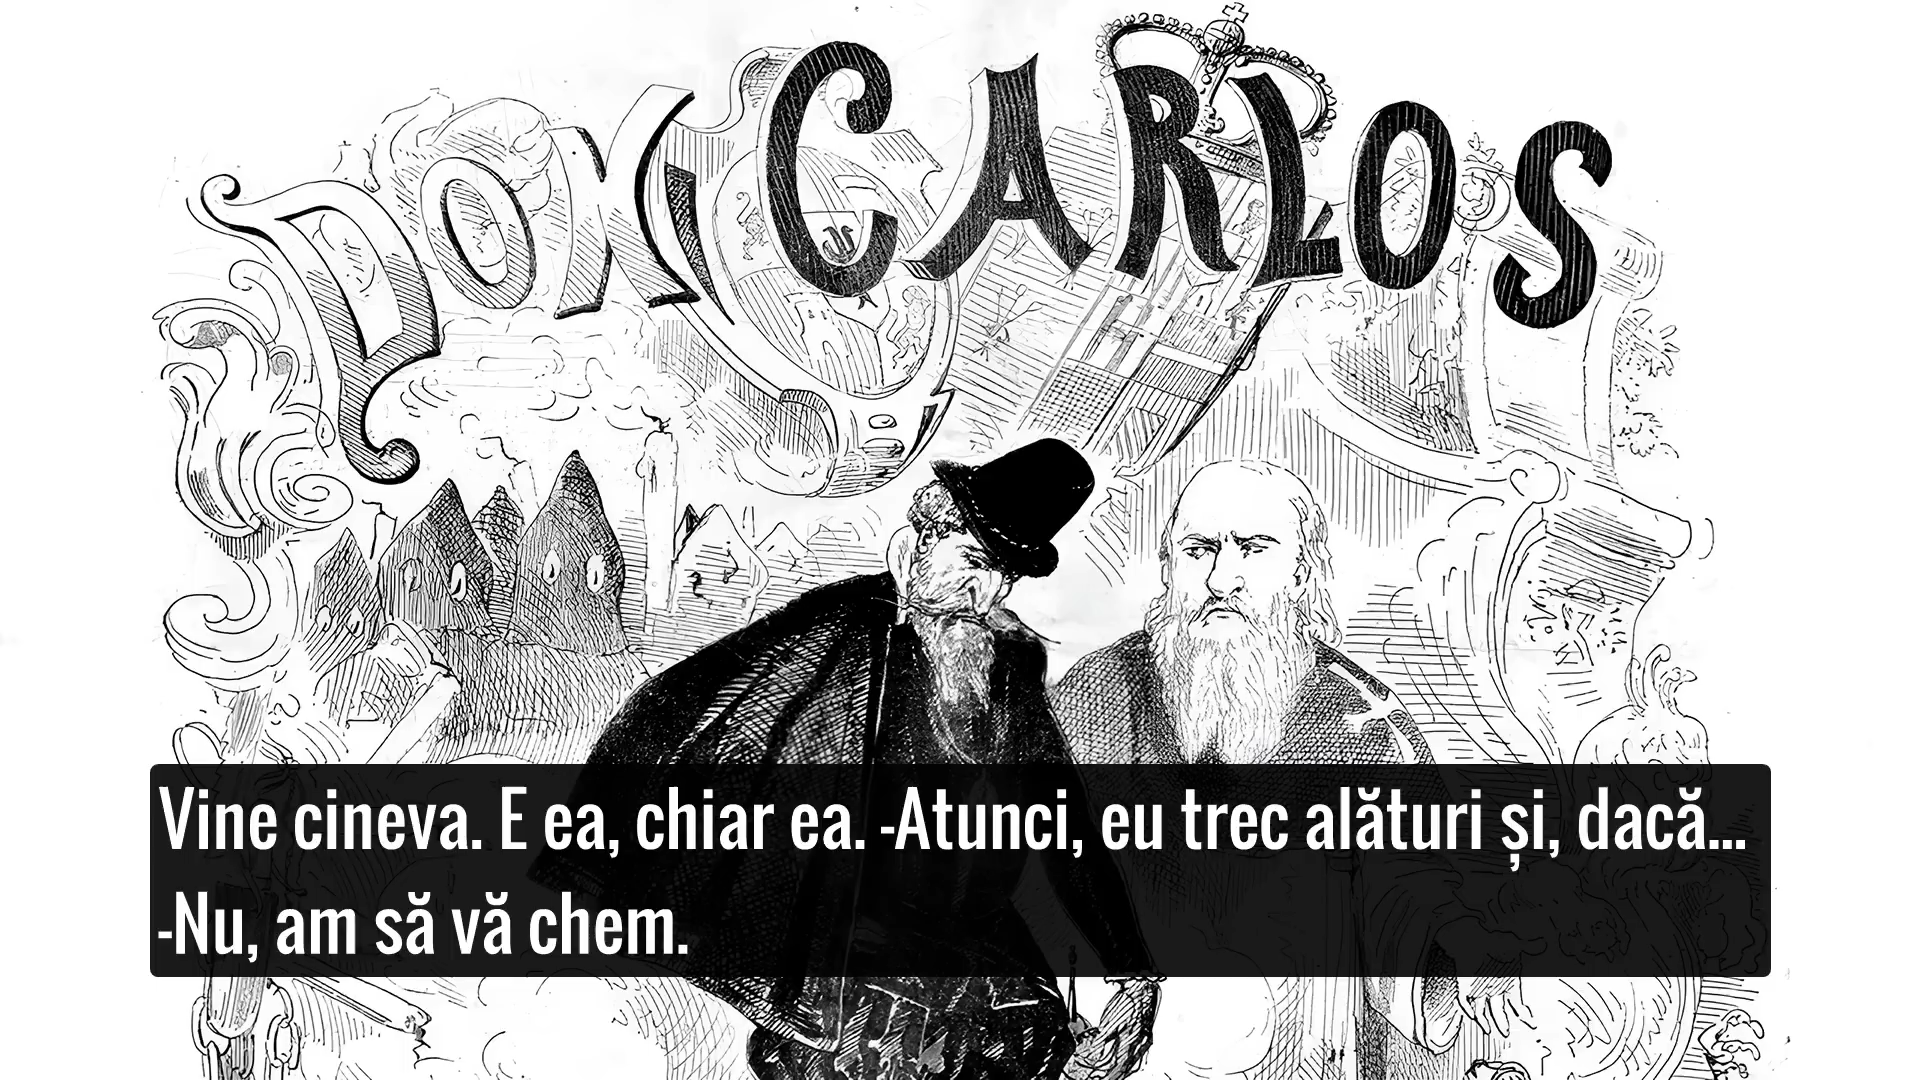 DON CARLOS
Vine cineva. E ea, chiar ea. -Atunci, eu trec alături și, dacă...
-Nu, am să vă chem.